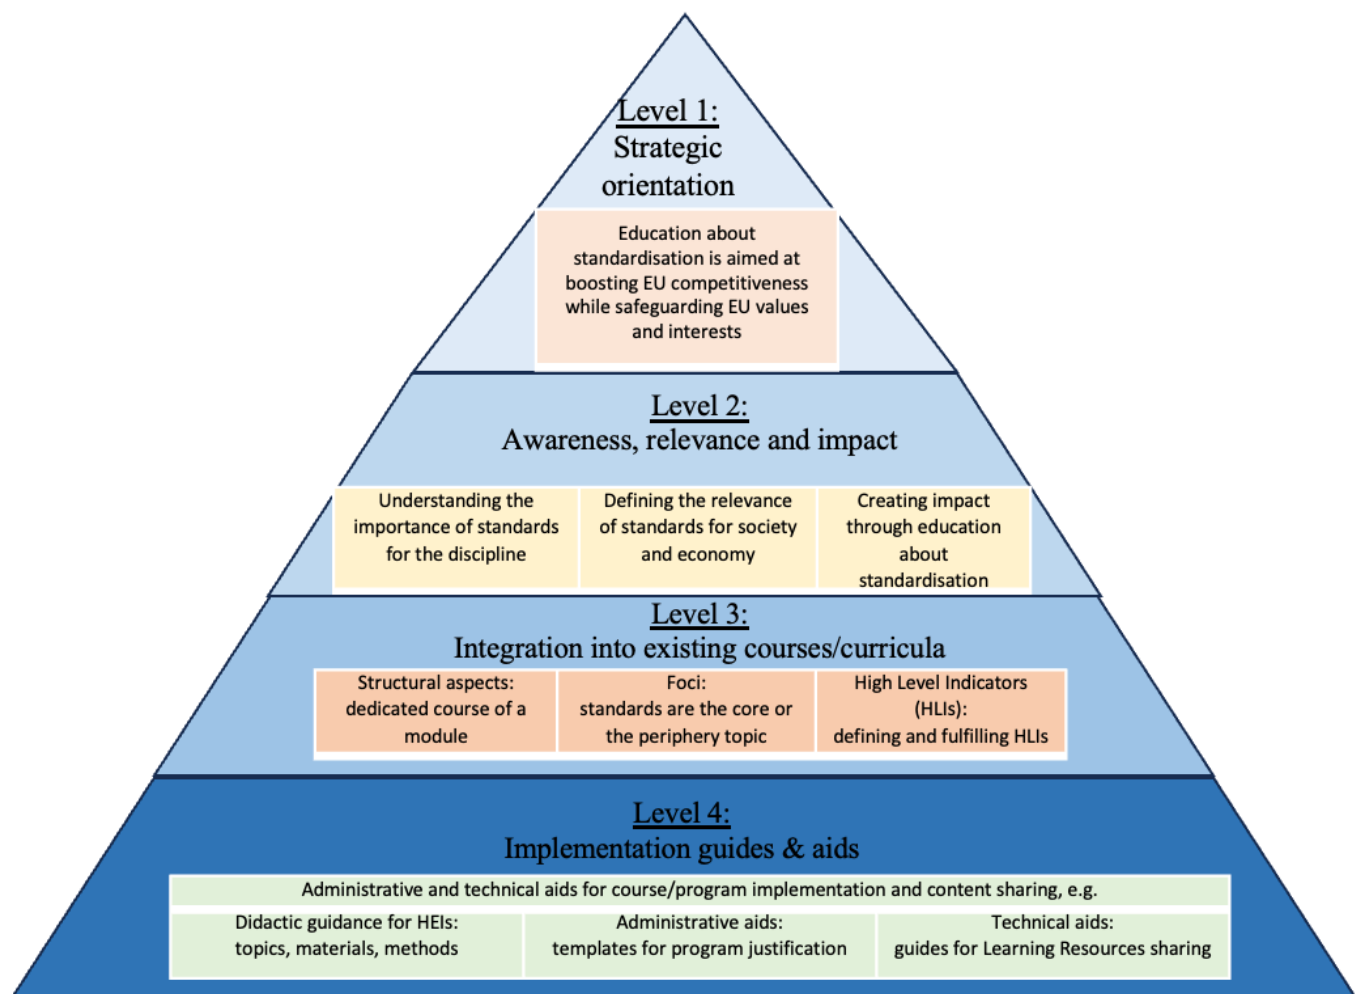 Level 1:
Strategic
orientation
Education about
standardisation is aimed at
boosting EU competitiveness
while safeguarding EU values
and interests
Level 2:
Awareness, relevance and impact
Understanding the
importance of standards
for the discipline
Defining the relevance
of standards for society
and economy
Creating impact
through education
about
standardisation
Level 3:
Integration into existing courses/curricula
Structural aspects:
dedicated course of a
module
Foci:
standards are the core or
the periphery topic
High Level Indicators
(HLIs):
defining and fulfilling HLIs
Level 4:
Implementation guides & aids
Administrative and technical aids for course/program implementation and content sharing, e.g.
Didactic guidance for HEIs:
topics, materials, methods
Administrative aids:
templates for program justification
Technical aids:
guides for Learning Resources sharing